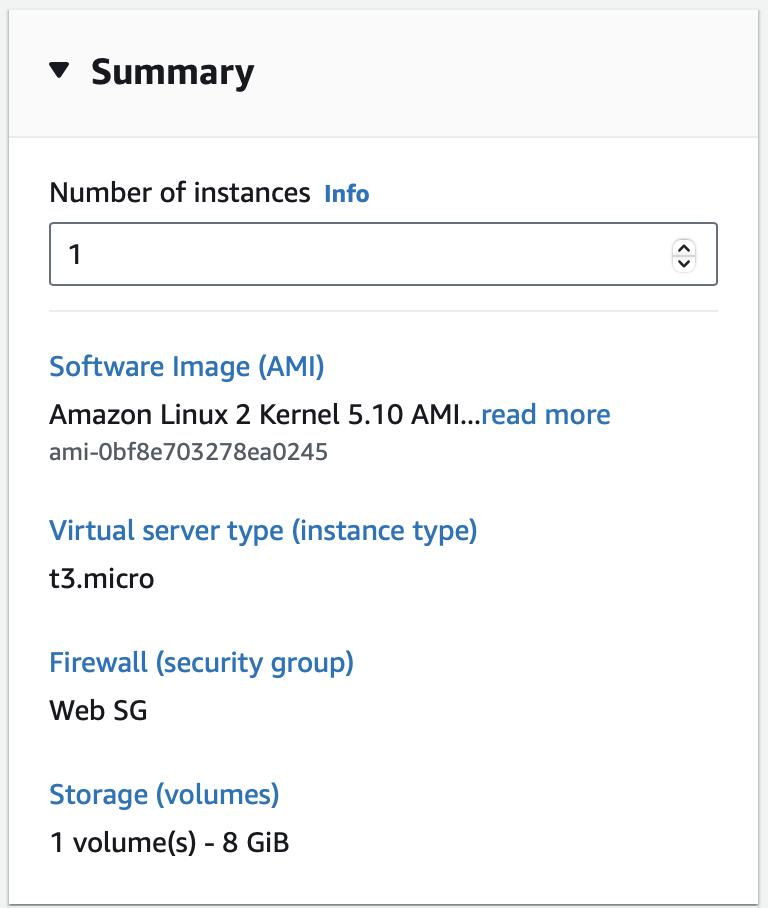 Summary
Number of instances Info
1
Software Image (AMI)
Amazon Linux 2 Kernel 5.10 AMI...read more
ami-0bf8e703278ea0245
Virtual server type (instance type)
t3.micro
Firewall (security group)
Web SG
Storage (volumes)
1 volume(s) - 8 GiB